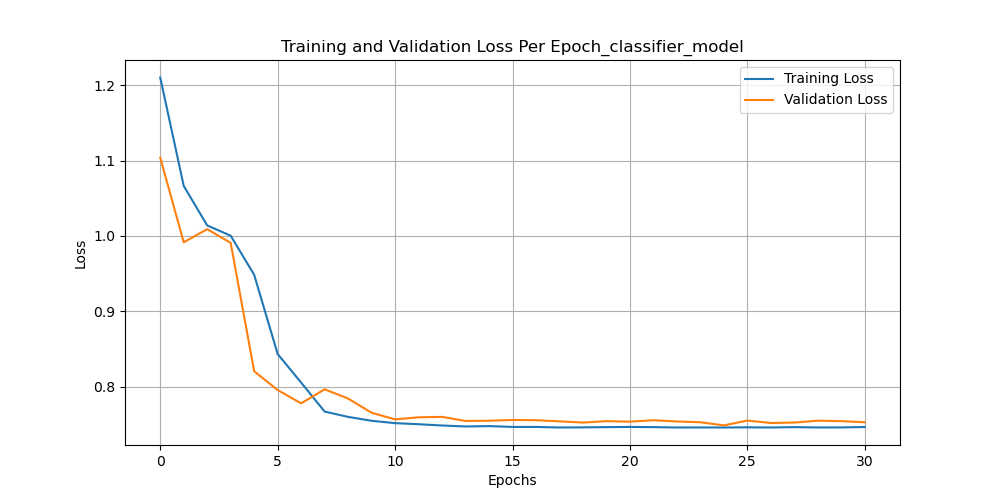 Training and Validation Loss Per Epoch_classifier_model
Training Loss
Validation Loss
1.2
1.1
1.0
0.9
0.8
Loss
0 5 10 15 20 25 30
Epochs